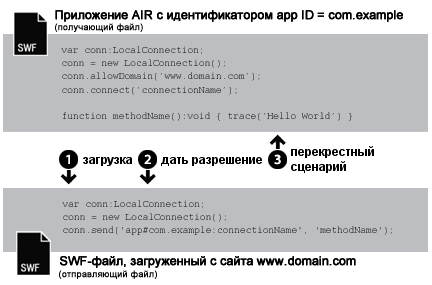 Приложение AIR с идентификатором app ID = com.example
(получающий файл)
SWF
var conn:LocalConnection;
conn = new LocalConnection();
conn.allowDomain('www.domain.com');
conn.connect('connectionName');
function methodName():void { trace('Hello World') }
1 загрузка 2 дать разрешение 3 перекрестный
сценарий
var conn:LocalConnection;
conn = new LocalConnection();
conn.send('app#com.example:connectionName', 'methodName');
SWF
SWF-файл, загруженный с сайта www.domain.com
(отправляющий файл)